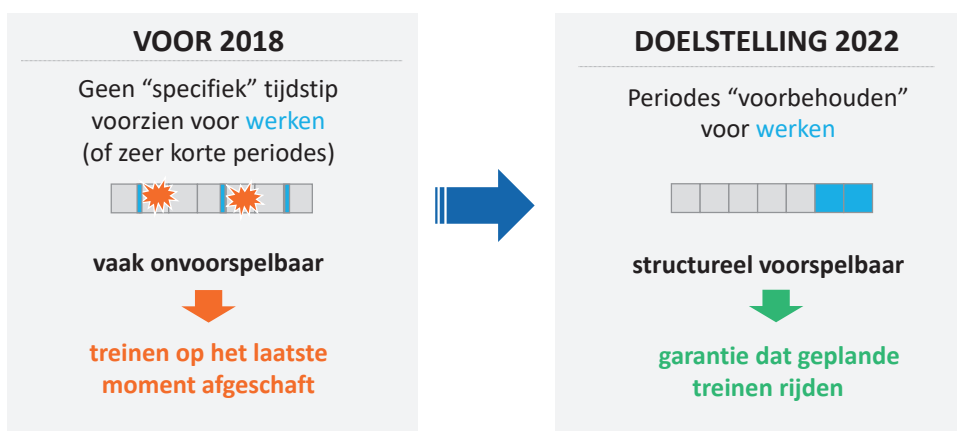 VOOR 2018
Geen “specifiek” tijdstip
voorzien voor werken
(of zeer korte periodes)
vaak onvoorspelbaar
treinen op het laatste
moment afgeschaft
DOELSTELLING 2022
Periodes “voorbehouden”
voor werken
structureel voorspelbaar
garantie dat geplande
treinen rijden